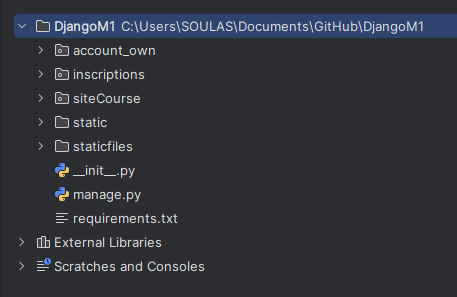 DjangoM1 C:\Users\SOULAS\Documents\GitHub\DjangoM1
account_own
inscriptions
siteCourse
static
staticfiles
__init__.py
manage.py
requirements.txt
External Libraries
Scratches and Consoles